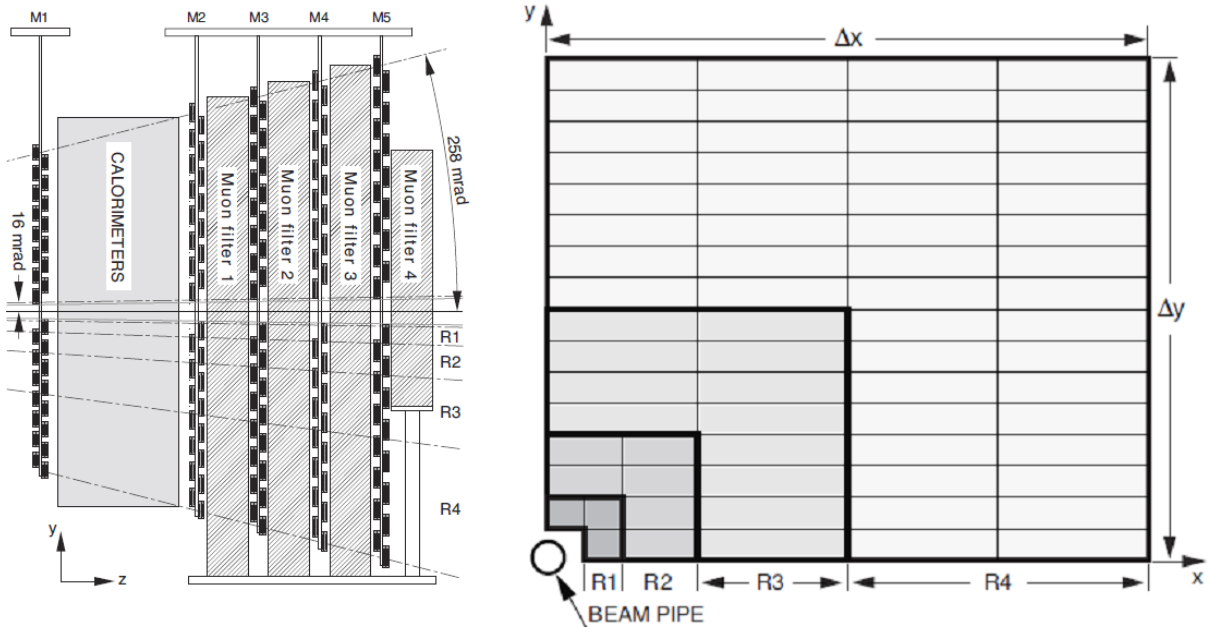 M1
M2 M3 M4 M5
16 mrad
CALORIMETERS
Muon filter 1
Muon filter 2
Muon filter 3
Muon filter 4
258 mrad
R1
R2
R3
R4
y
z
y
Δx
Δy
R1 R2 R3 R4
x
BEAM PIPE